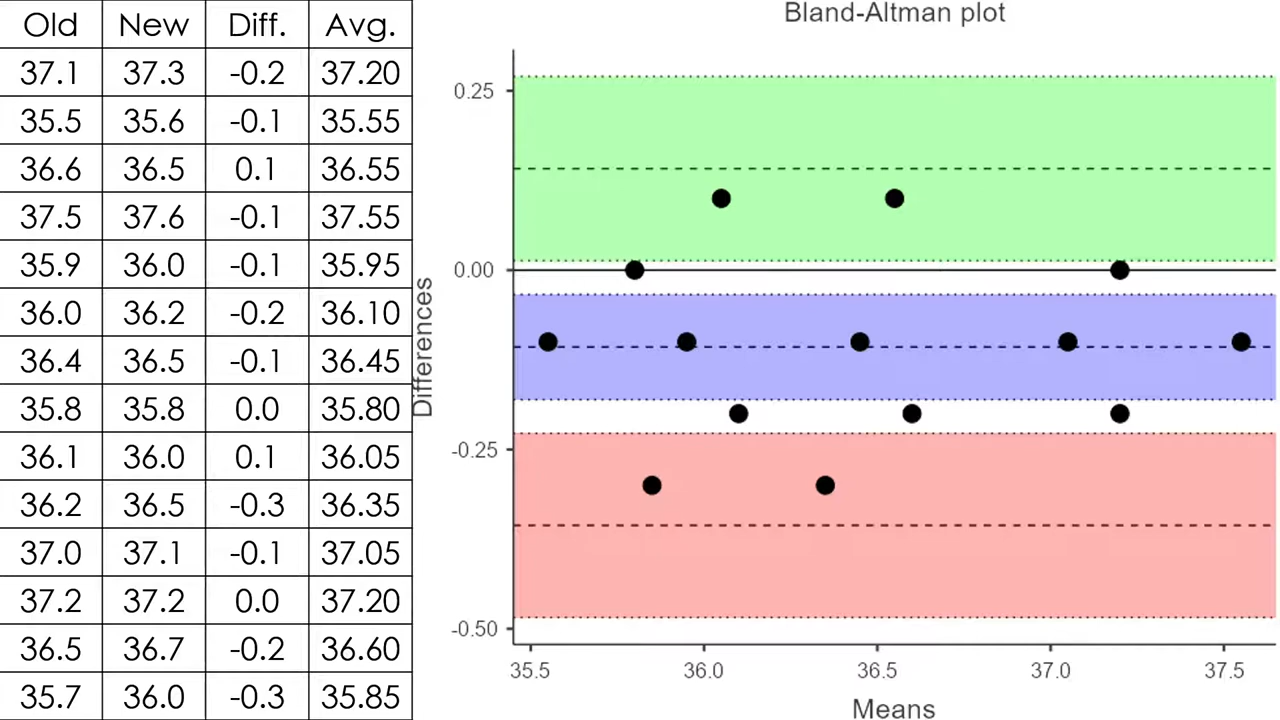 Old New Diff. Avg.
37.1 37.3 -0.2 37.20
35.5 35.6 -0.1 35.55
36.6 36.5 0.1 36.55
37.5 37.6 -0.1 37.55
35.9 36.0 -0.1 35.95
36.0 36.2 -0.2 36.10
36.4 36.5 -0.1 36.45
35.8 35.8 0.0 35.80
36.1 36.0 0.1 36.05
36.2 36.5 -0.3 36.35
37.0 37.1 -0.1 37.05
37.2 37.2 0.0 37.20
36.5 36.7 -0.2 36.60
35.7 36.0 -0.3 35.85
Bland-Altman plot
Differences
0.25
0.00
-0.25
-0.50
35.5 36.0 36.5 37.0 37.5
Means